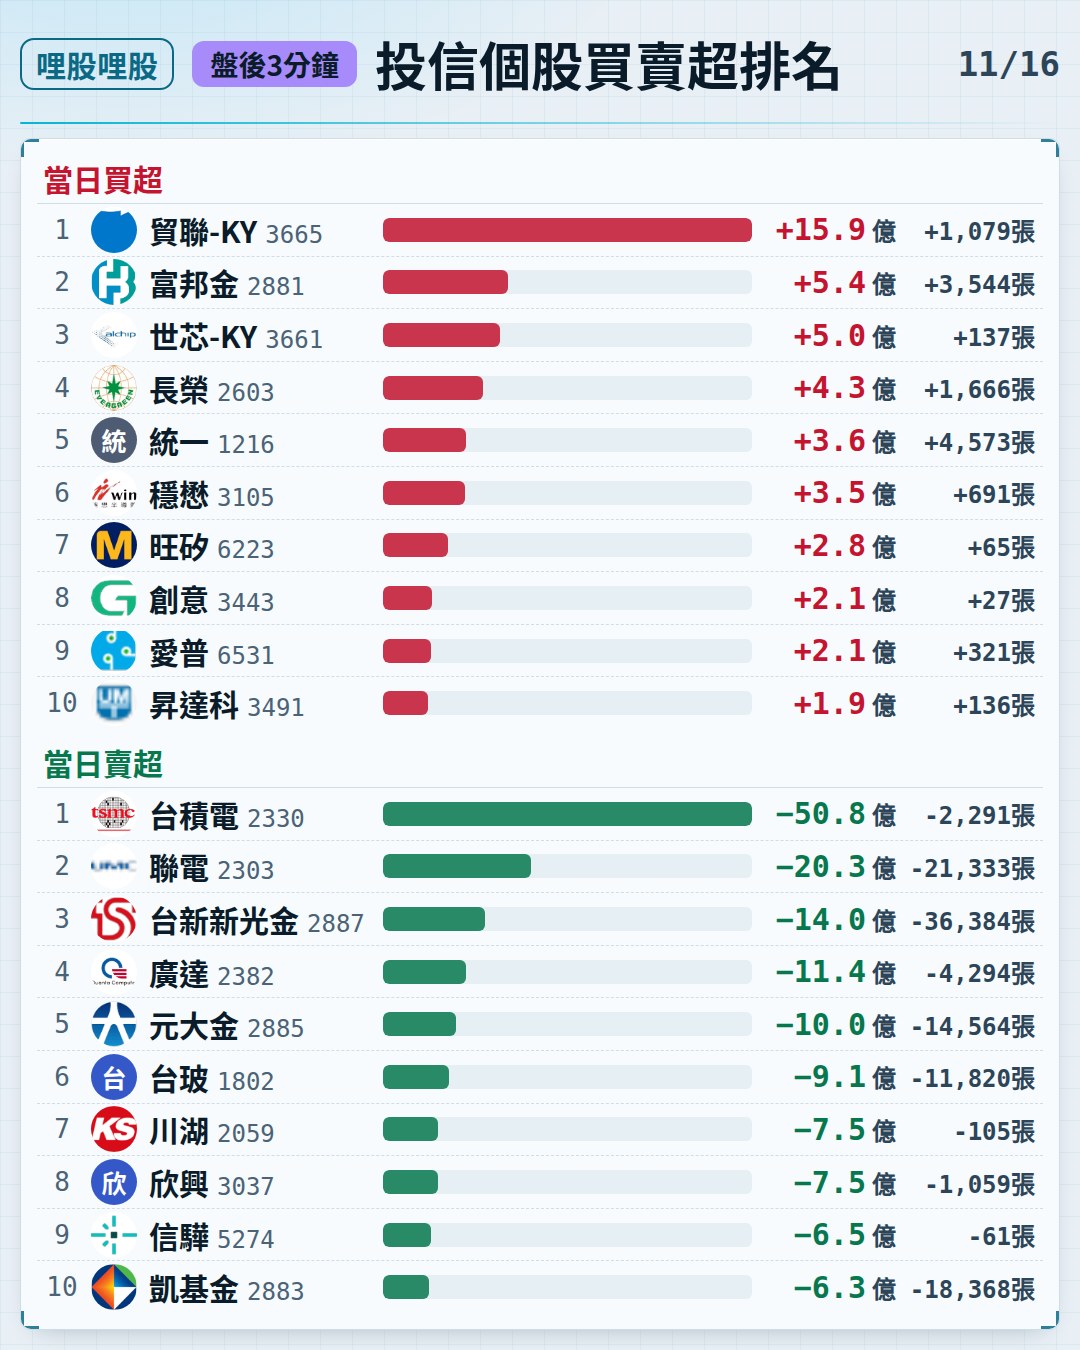 哩股哩股 盤後3分鐘 投信個股買賣超排名 11/16
當日買超
1 貿聯-KY 3665 +15.9 億 +1,079張
2 富邦金 2881 +5.4 億 +3,544張
3 alchip 世芯-KY 3661 +5.0 億 +137張
4 EVERGREEN 長榮 2603 +4.3 億 +1,666張
5 統 統一 1216 +3.6 億 +4,573張
6 win 穩懋 3105 +3.5 億 +691張
7 M 旺矽 6223 +2.8 億 +65張
8 G 創意 3443 +2.1 億 +27張
9 愛普 6531 +2.1 億 +321張
10 UM 昇達科 3491 +1.9 億 +136張
當日賣超
1 tsmc 台積電 2330 −50.8 億 -2,291張
2 UMC 聯電 2303 −20.3 億 -21,333張
3 台新新光金 2887 −14.0 億 -36,384張
4 Quanta Computer 廣達 2382 −11.4 億 -4,294張
5 元大金 2885 −10.0 億 -14,564張
6 台 台玻 1802 −9.1 億 -11,820張
7 KS 川湖 2059 −7.5 億 -105張
8 欣 欣興 3037 −7.5 億 -1,059張
9 信驊 5274 −6.5 億 -61張
10 凱基金 2883 −6.3 億 -18,368張